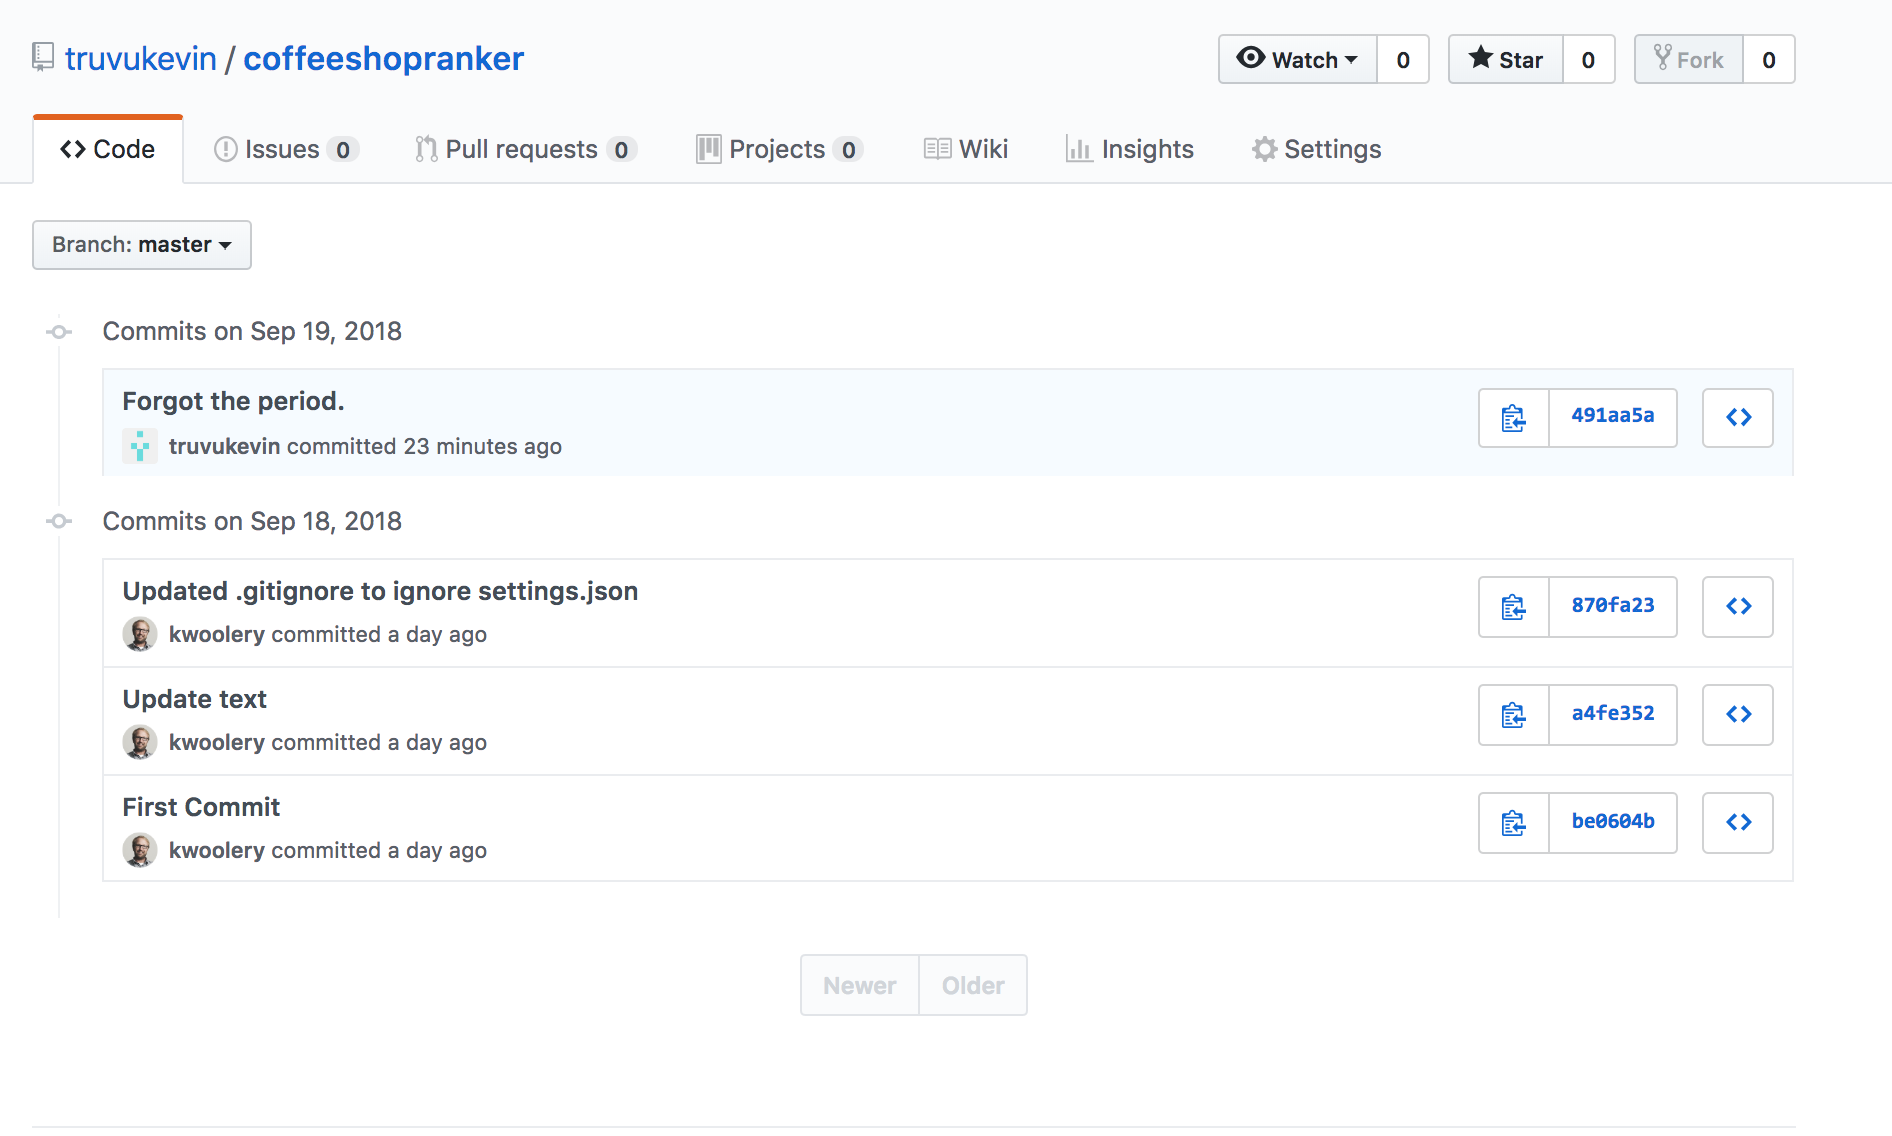 truvukevin / coffeeshopranker
Watch 0 Star 0 Fork 0
Code Issues 0 Pull requests 0 Projects 0 Wiki Insights Settings
Branch: master
Commits on Sep 19, 2018
Forgot the period.
491aa5a
truvukevin committed 23 minutes ago
Commits on Sep 18, 2018
Updated .gitignore to ignore settings.json
870fa23
kwoolery committed a day ago
Update text
a4fe352
kwoolery committed a day ago
First Commit
be0604b
kwoolery committed a day ago
Newer Older